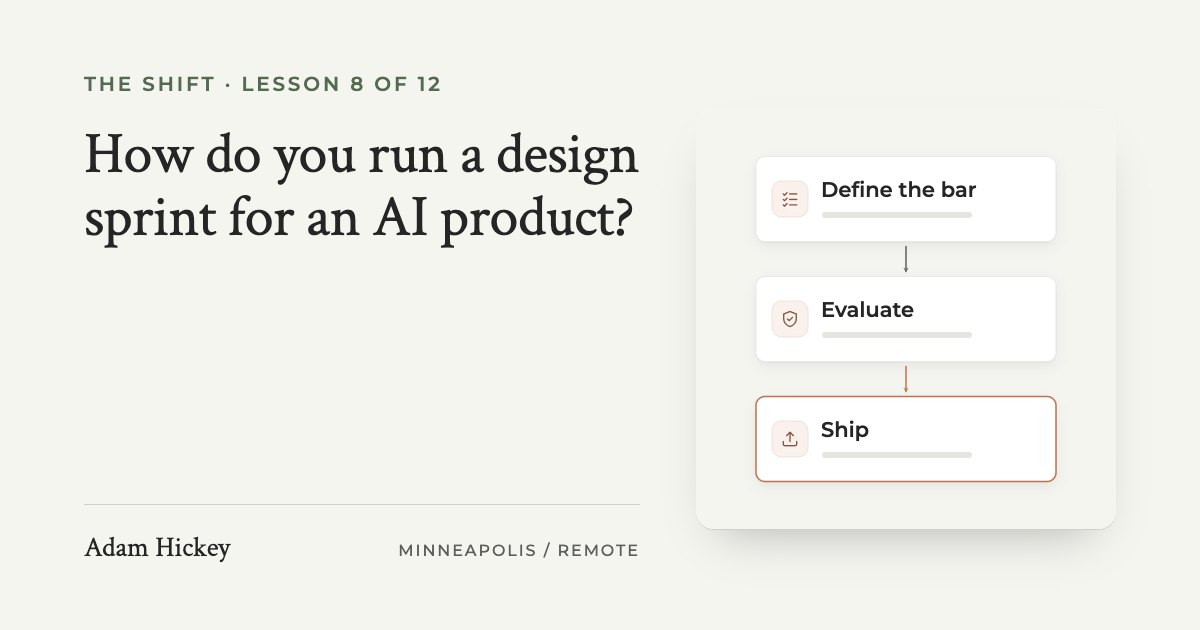 THE SHIFT · LESSON 8 OF 12
How do you run a design
sprint for an AI product?
Define the bar
Evaluate
Ship
Adam Hickey
MINNEAPOLIS / REMOTE